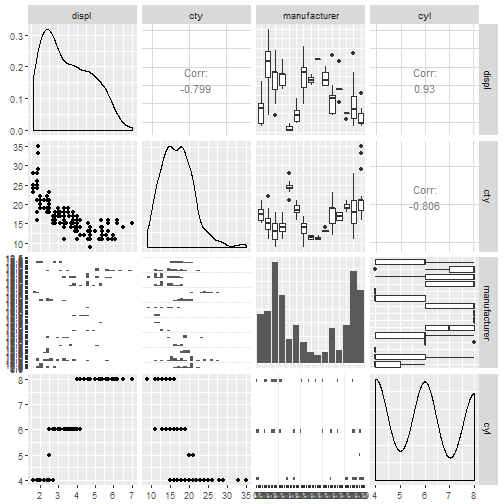 displ cty manufacturer cyl
0.3
0.2
0.1
0.0
Corr:
-0.799
Corr:
0.93
displ
35
30
25
20
15
10
Corr:
-0.806
cty
manufacturer
8
7
6
5
4
cyl
2 3 4 5 6 7 10 15 20 25 30 35 4 5 6 7 8